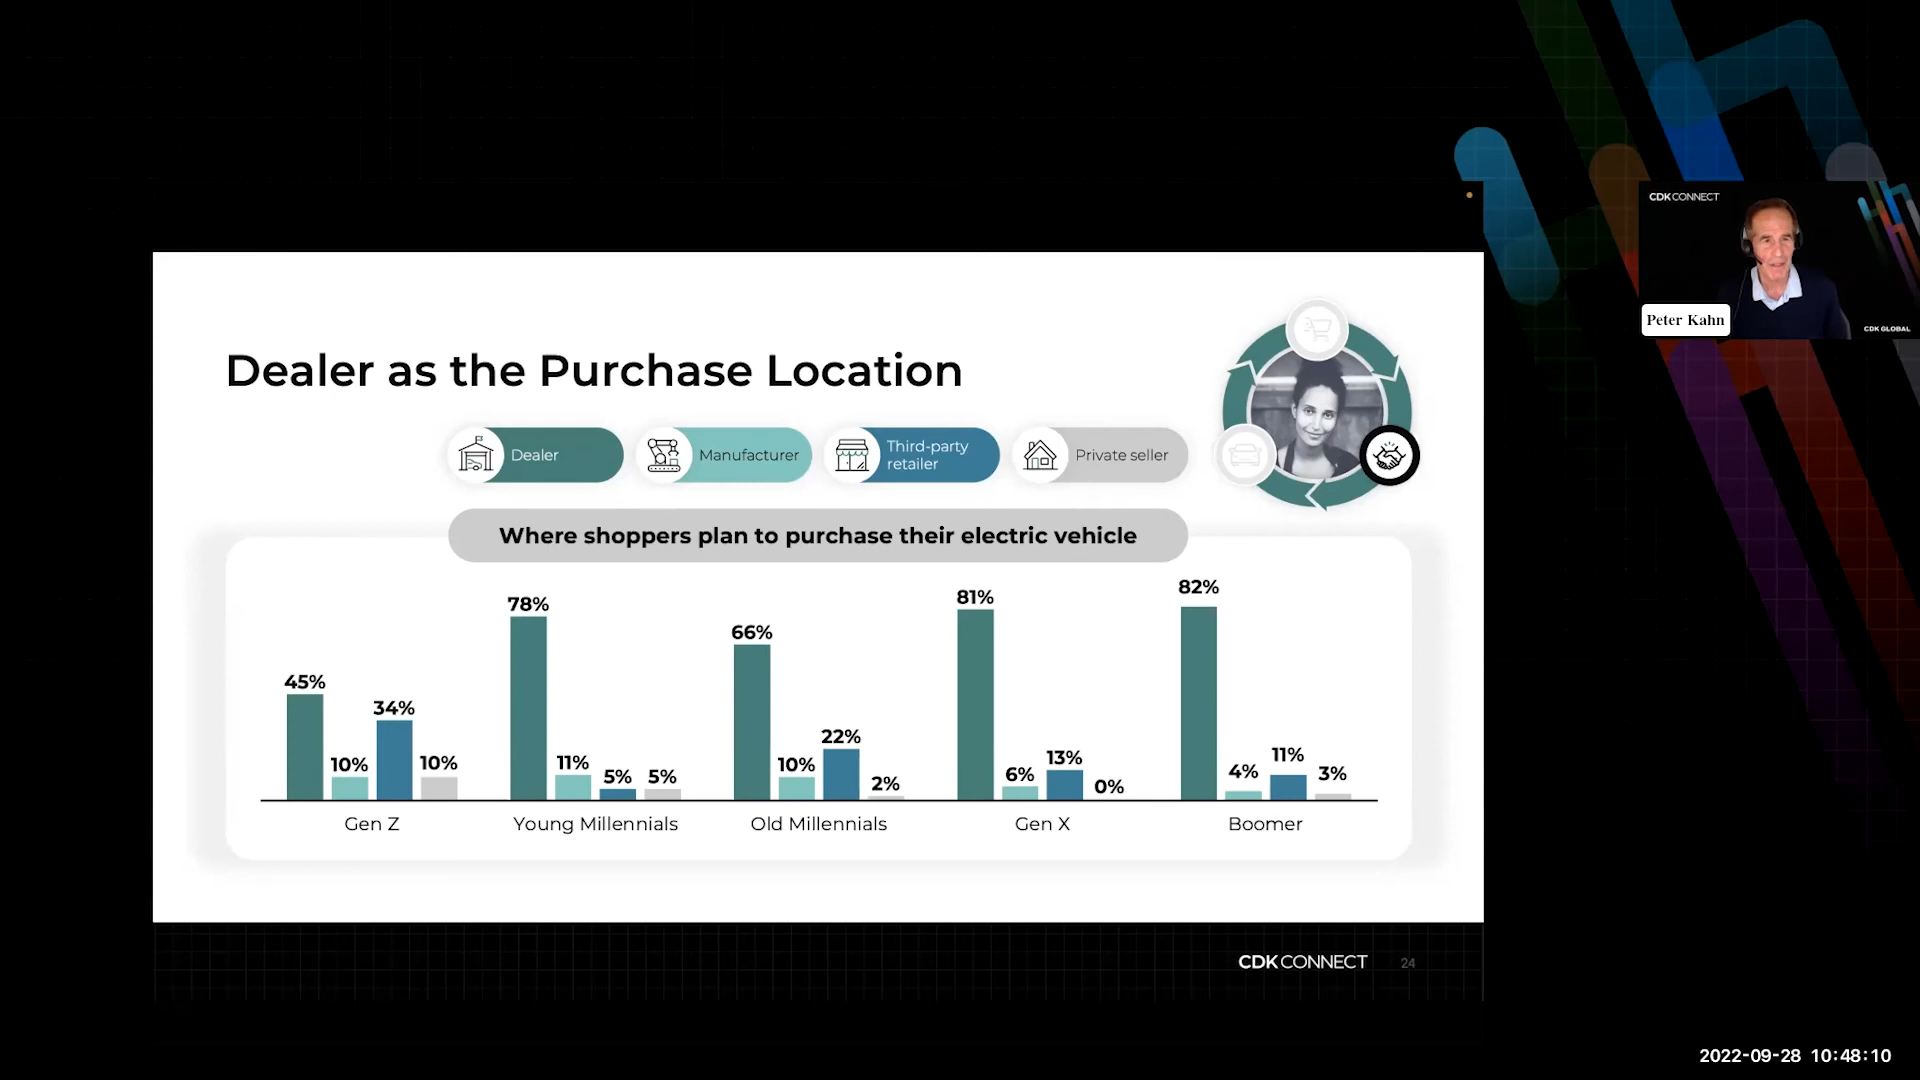 CDK CONNECT
Peter Kahn
CDK GLOBAL
Dealer as the Purchase Location
Dealer
Manufacturer
Third-party
retailer
Private seller
Where shoppers plan to purchase their electric vehicle
45%
10%
34%
10%
78%
11%
5%
5%
66%
10%
22%
2%
81%
6%
13%
0%
82%
4%
11%
3%
Gen Z
Young Millennials
Old Millennials
Gen X
Boomer
CDK CONNECT
24
2022-09-28 10:48:10